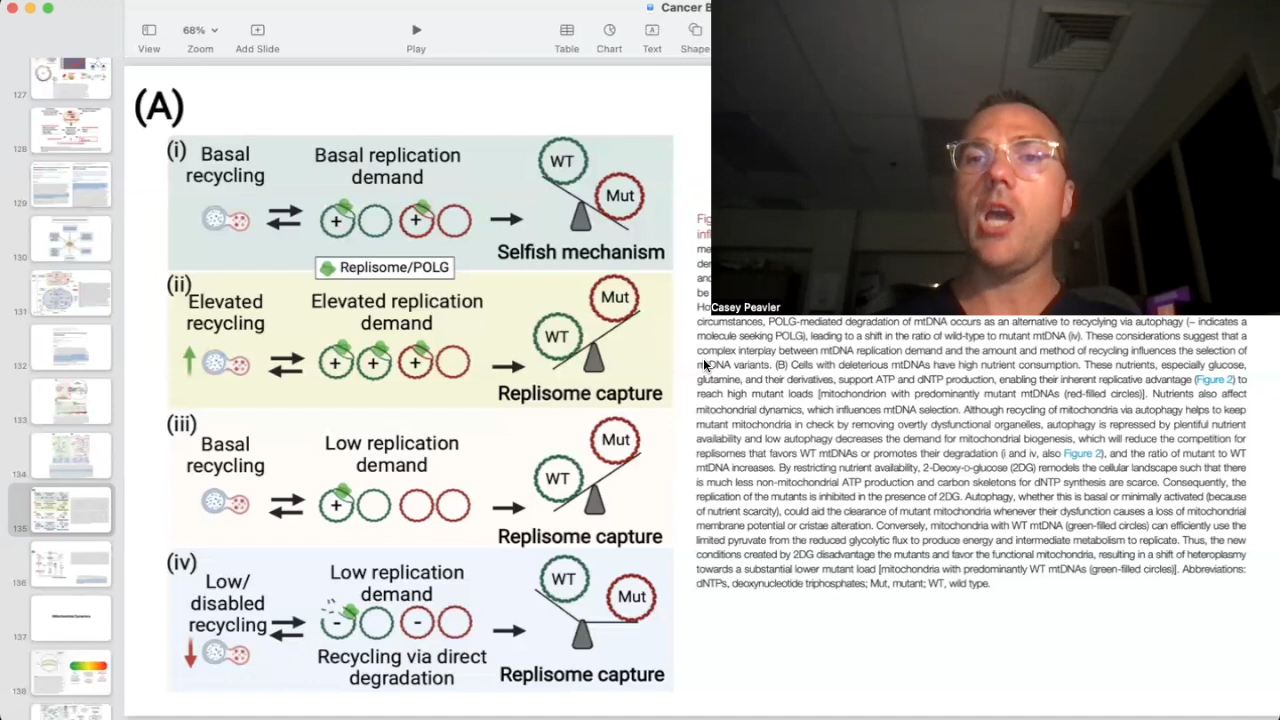 Cancer B
68%
View
Zoom
Add Slide
Play
Table
Chart
Text
Shape
127
128
129
130
131
132
133
134
135
136
137
138
Mitochondrial Dynamics
(A)
(i)
Basal
recycling
Basal replication
demand
+
+
WT
Mut
Selfish mechanism
Replisome/POLG
(ii)
Elevated
recycling
Elevated replication
demand
+
+
+
Mut
WT
Replisome capture
(iii)
Basal
recycling
Low replication
demand
+
Mut
WT
Replisome capture
(iv)
Low/
disabled
recycling
Low replication
demand
-
-
Recycling via direct
degradation
WT
Mut
Replisome capture
Casey Peavler
circumstances, POLG-mediated degradation of mtDNA occurs as an alternative to recycling via autophagy (– indicates a
molecule seeking POLG), leading to a shift in the ratio of wild-type to mutant mtDNA (iv). These considerations suggest that a
complex interplay between mtDNA replication demand and the amount and method of recycling influences the selection of
mtDNA variants. (B) Cells with deleterious mtDNAs have high nutrient consumption. These nutrients, especially glucose,
glutamine, and their derivatives, support ATP and dNTP production, enabling their inherent replicative advantage (Figure 2) to
reach high mutant loads [mitochondrion with predominantly mutant mtDNAs (red-filled circles)]. Nutrients also affect
mitochondrial dynamics, which influences mtDNA selection. Although recycling of mitochondria via autophagy helps to keep
mutant mitochondria in check by removing overtly dysfunctional organelles, autophagy is repressed by plentiful nutrient
availability and low autophagy decreases the demand for mitochondrial biogenesis, which will reduce the competition for
replisomes that favors WT mtDNAs or promotes their degradation (i and iv, also Figure 2), and the ratio of mutant to WT
mtDNA increases. By restricting nutrient availability, 2-Deoxy-D-glucose (2DG) remodels the cellular landscape such that there
is much less non-mitochondrial ATP production and carbon skeletons for dNTP synthesis are scarce. Consequently, the
replication of the mutants is inhibited in the presence of 2DG. Autophagy, whether this is basal or minimally activated (because
of nutrient scarcity), could aid the clearance of mutant mitochondria whenever their dysfunction causes a loss of mitochondrial
membrane potential or cristae alteration. Conversely, mitochondria with WT mtDNA (green-filled circles) can efficiently use the
limited pyruvate from the reduced glycolytic flux to produce energy and intermediate metabolism to replicate. Thus, the new
conditions created by 2DG disadvantage the mutants and favor the functional mitochondria, resulting in a shift of heteroplasmy
towards a substantial lower mutant load [mitochondria with predominantly WT mtDNAs (green-filled circles)]. Abbreviations:
dNTPs, deoxynucleotide triphosphates; Mut, mutant; WT, wild type.